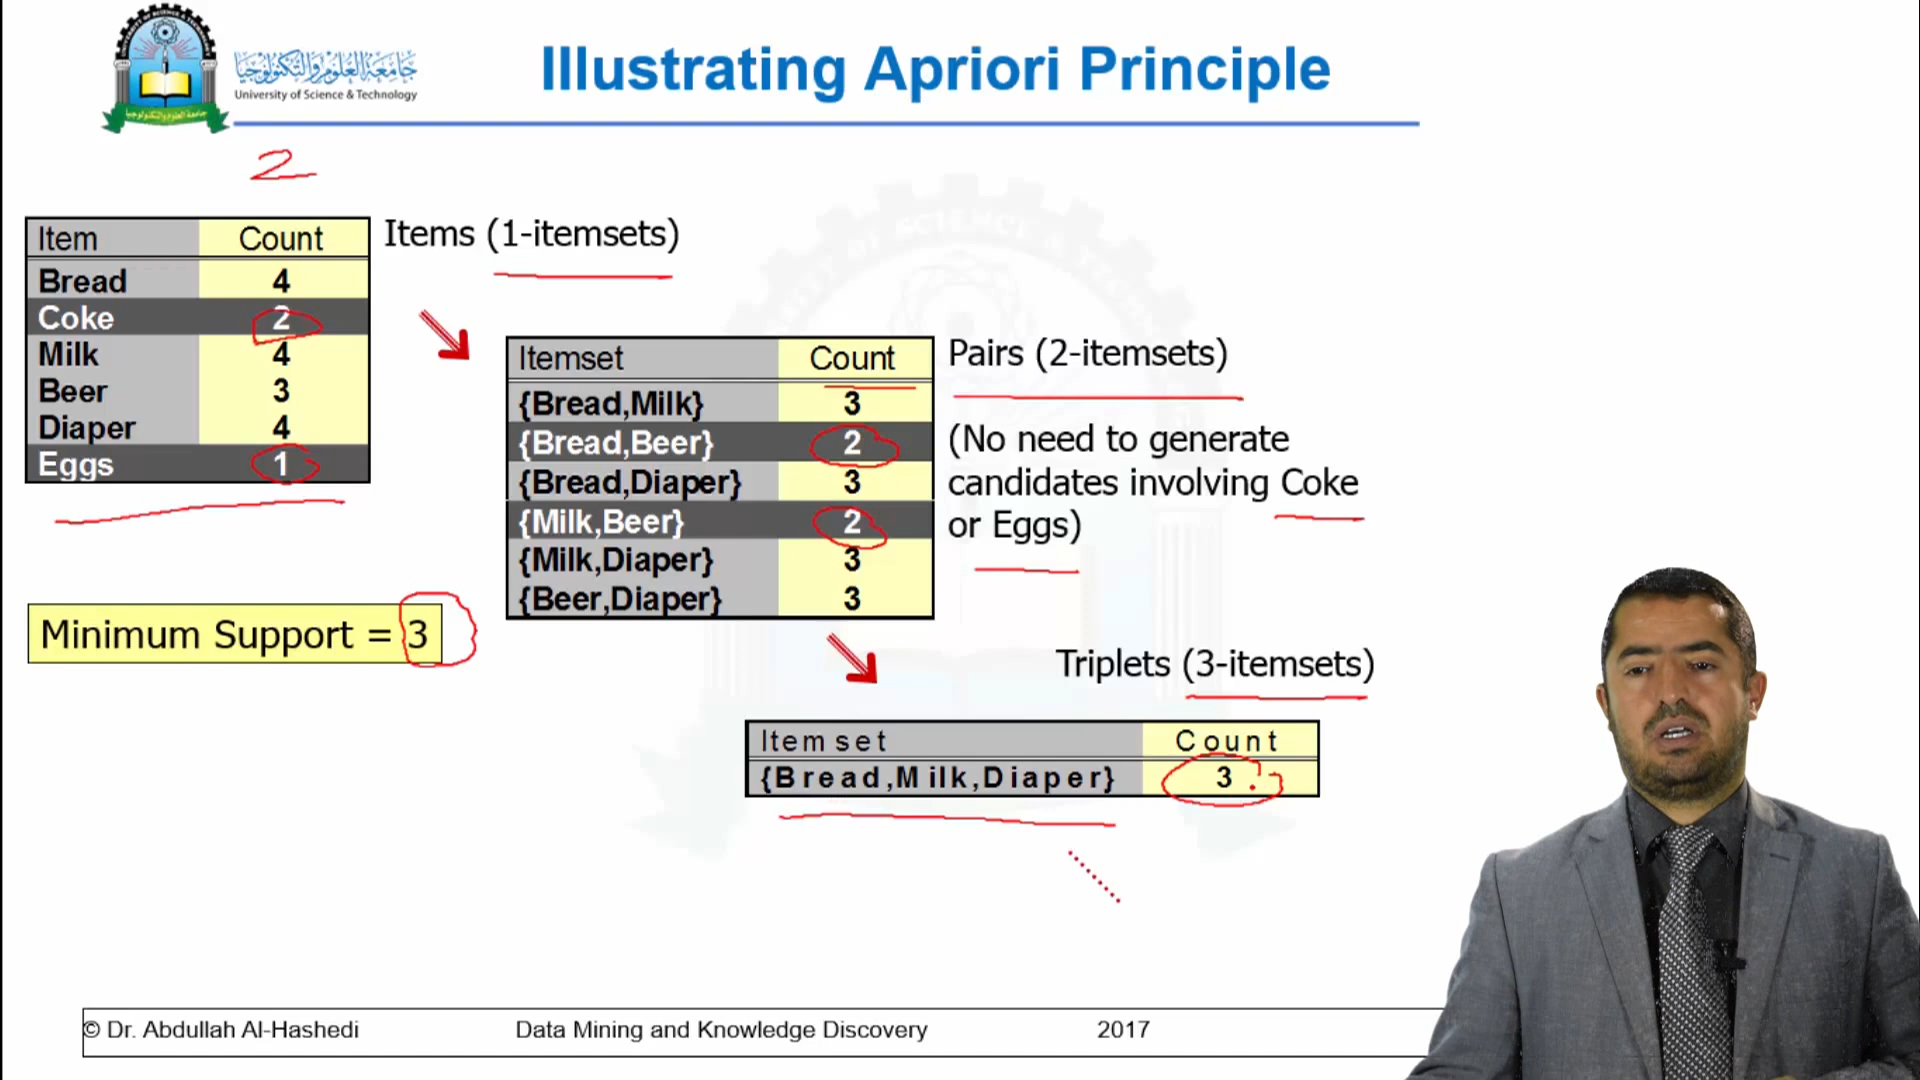 جامعة العلوم والتكنولوجيا
University of Science & Technology
Illustrating Apriori Principle
2
Item Count
Bread 4
Coke 2
Milk 4
Beer 3
Diaper 4
Eggs 1
Items (1-itemsets)
Minimum Support = 3
Itemset Count
{Bread,Milk} 3
{Bread,Beer} 2
{Bread,Diaper} 3
{Milk,Beer} 2
{Milk,Diaper} 3
{Beer,Diaper} 3
Pairs (2-itemsets)
(No need to generate
candidates involving Coke
or Eggs)
Triplets (3-itemsets)
Itemset Count
{Bread,Milk,Diaper} 3
© Dr. Abdullah Al-Hashedi Data Mining and Knowledge Discovery 2017